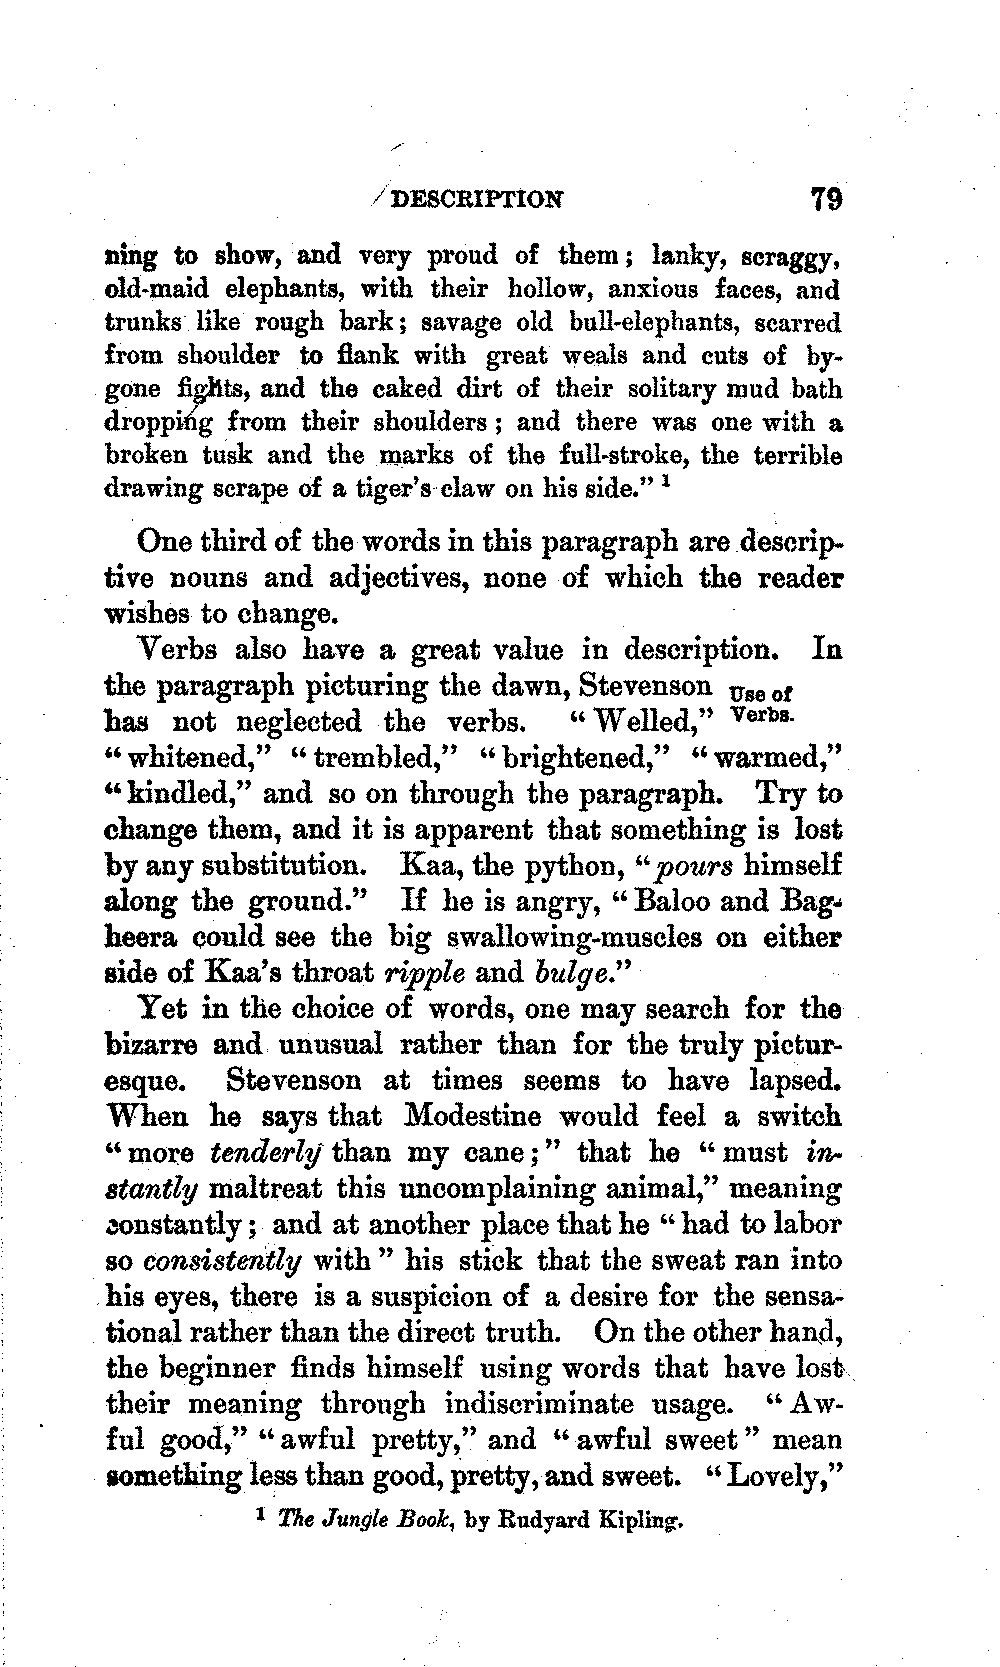 DESCRIPTION 79
ning to show, and very proud of them; lanky, scraggy,
old-maid elephants, with their hollow, anxious faces, and
trunks like rough bark; savage old bull-elephants, scarred
from shoulder to flank with great weals and cuts of by-
gone fights, and the caked dirt of their solitary mud bath
dropping from their shoulders; and there was one with a
broken tusk and the marks of the full-stroke, the terrible
drawing scrape of a tiger's claw on his side." 1
One third of the words in this paragraph are descrip-
tive nouns and adjectives, none of which the reader
wishes to change.
Verbs also have a great value in description. In
the paragraph picturing the dawn, Stevenson
has not neglected the verbs. "Welled,"
Use of
Verbs.
"whitened," "trembled," "brightened," "warmed,"
"kindled," and so on through the paragraph. Try to
change them, and it is apparent that something is lost
by any substitution. Kaa, the python, "pours himself
along the ground." If he is angry, "Baloo and Bag-
heera could see the big swallowing-muscles on either
side of Kaa's throat ripple and bulge."
Yet in the choice of words, one may search for the
bizarre and unusual rather than for the truly pictur-
esque. Stevenson at times seems to have lapsed.
When he says that Modestine would feel a switch
"more tenderly than my cane;" that he "must in-
stantly maltreat this uncomplaining animal," meaning
constantly; and at another place that he "had to labor
so consistently with" his stick that the sweat ran into
his eyes, there is a suspicion of a desire for the sensa-
tional rather than the direct truth. On the other hand,
the beginner finds himself using words that have lost
their meaning through indiscriminate usage. "Aw-
ful good," "awful pretty," and "awful sweet" mean
something less than good, pretty, and sweet. "Lovely,"
1 The Jungle Book, by Rudyard Kipling.